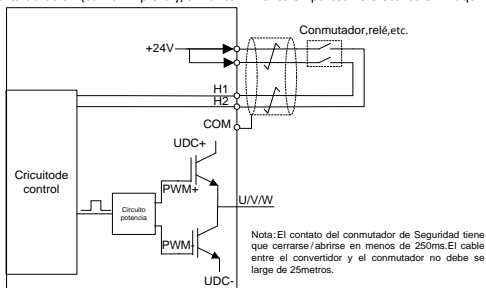 Conmutador,relé,etc.
+24V
H1
H2
COM
UDC+
Cricuitode
control
PWM+
Circuito
potencia
U/V/W
PWM-
UDC-
Nota:El contato del conmutador de Seguridad tiene
que cerrarse/abrirse en menos de 250ms.El cable
entre el convertidor y el conmutador no debe se
large de 25metros.